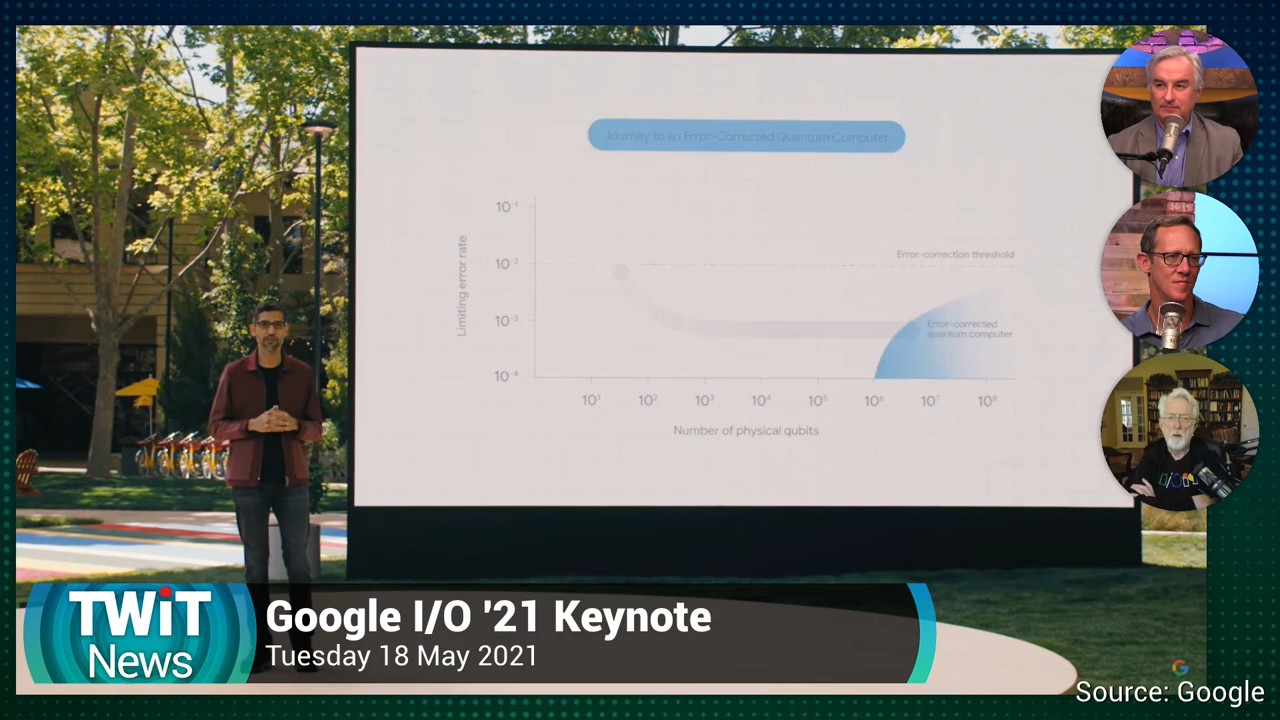 Journey to an Error-Corrected Quantum Computer
10⁻¹
10⁻²
10⁻³
10⁻⁴
Limiting error rate
Error-correction threshold
Error-corrected
quantum computer
10¹ 10² 10³ 10⁴ 10⁵ 10⁶ 10⁷ 10⁸
Number of physical qubits
TWiT
News
Google I/O '21 Keynote
Tuesday 18 May 2021
Source: Google